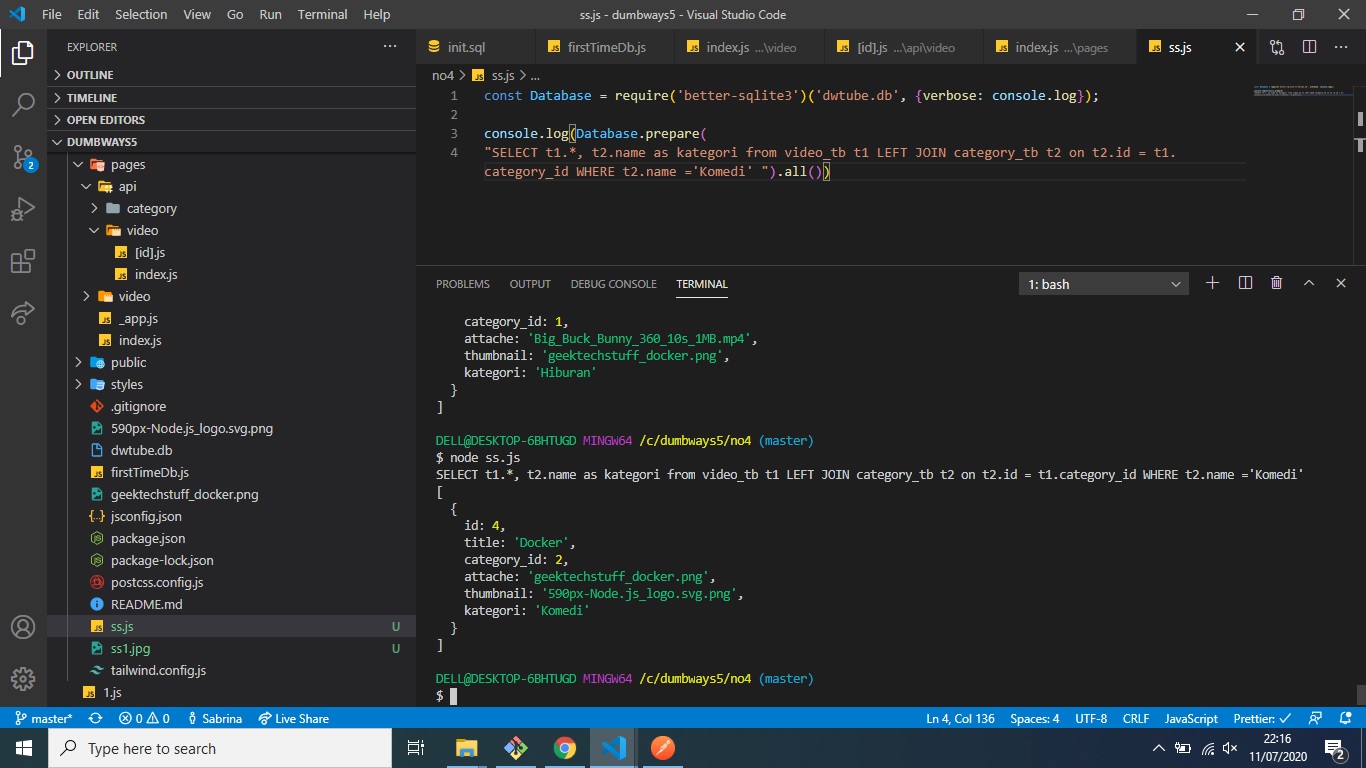 File Edit Selection View Go Run Terminal Help ss.js - dumbways5 - Visual Studio Code
EXPLORER
OUTLINE
TIMELINE
OPEN EDITORS
DUMBWAYS5
pages
api
category
video
[id].js
index.js
video
_app.js
index.js
public
styles
.gitignore
590px-Node.js_logo.svg.png
dwtube.db
firstTimeDb.js
geektechstuff_docker.png
jsconfig.json
package.json
package-lock.json
postcss.config.js
README.md
ss.js U
ss1.jpg U
tailwind.config.js
1.js
2
init.sql firstTimeDb.js index.js ...\video [id].js ...\api\video index.js ...\pages ss.js
no4 > ss.js > ...
1 const Database = require('better-sqlite3')('dwtube.db', {verbose: console.log});
2
3 console.log(Database.prepare(
4 "SELECT t1.*, t2.name as kategori from video_tb t1 LEFT JOIN category_tb t2 on t2.id = t1.
category_id WHERE t2.name ='Komedi' ").all())
PROBLEMS OUTPUT DEBUG CONSOLE TERMINAL 1: bash
category_id: 1,
attache: 'Big_Buck_Bunny_360_10s_1MB.mp4',
thumbnail: 'geektechstuff_docker.png',
kategori: 'Hiburan'
}
]
DELL@DESKTOP-6BHTUGD MINGW64 /c/dumbways5/no4 (master)
$ node ss.js
SELECT t1.*, t2.name as kategori from video_tb t1 LEFT JOIN category_tb t2 on t2.id = t1.category_id WHERE t2.name ='Komedi'
[
{
id: 4,
title: 'Docker',
category_id: 2,
attache: 'geektechstuff_docker.png',
thumbnail: '590px-Node.js_logo.svg.png',
kategori: 'Komedi'
}
]
DELL@DESKTOP-6BHTUGD MINGW64 /c/dumbways5/no4 (master)
$
master* 0 0 Sabrina Live Share Ln 4, Col 136 Spaces: 4 UTF-8 CRLF JavaScript Prettier: ✓
Type here to search
22:16
11/07/2020
2